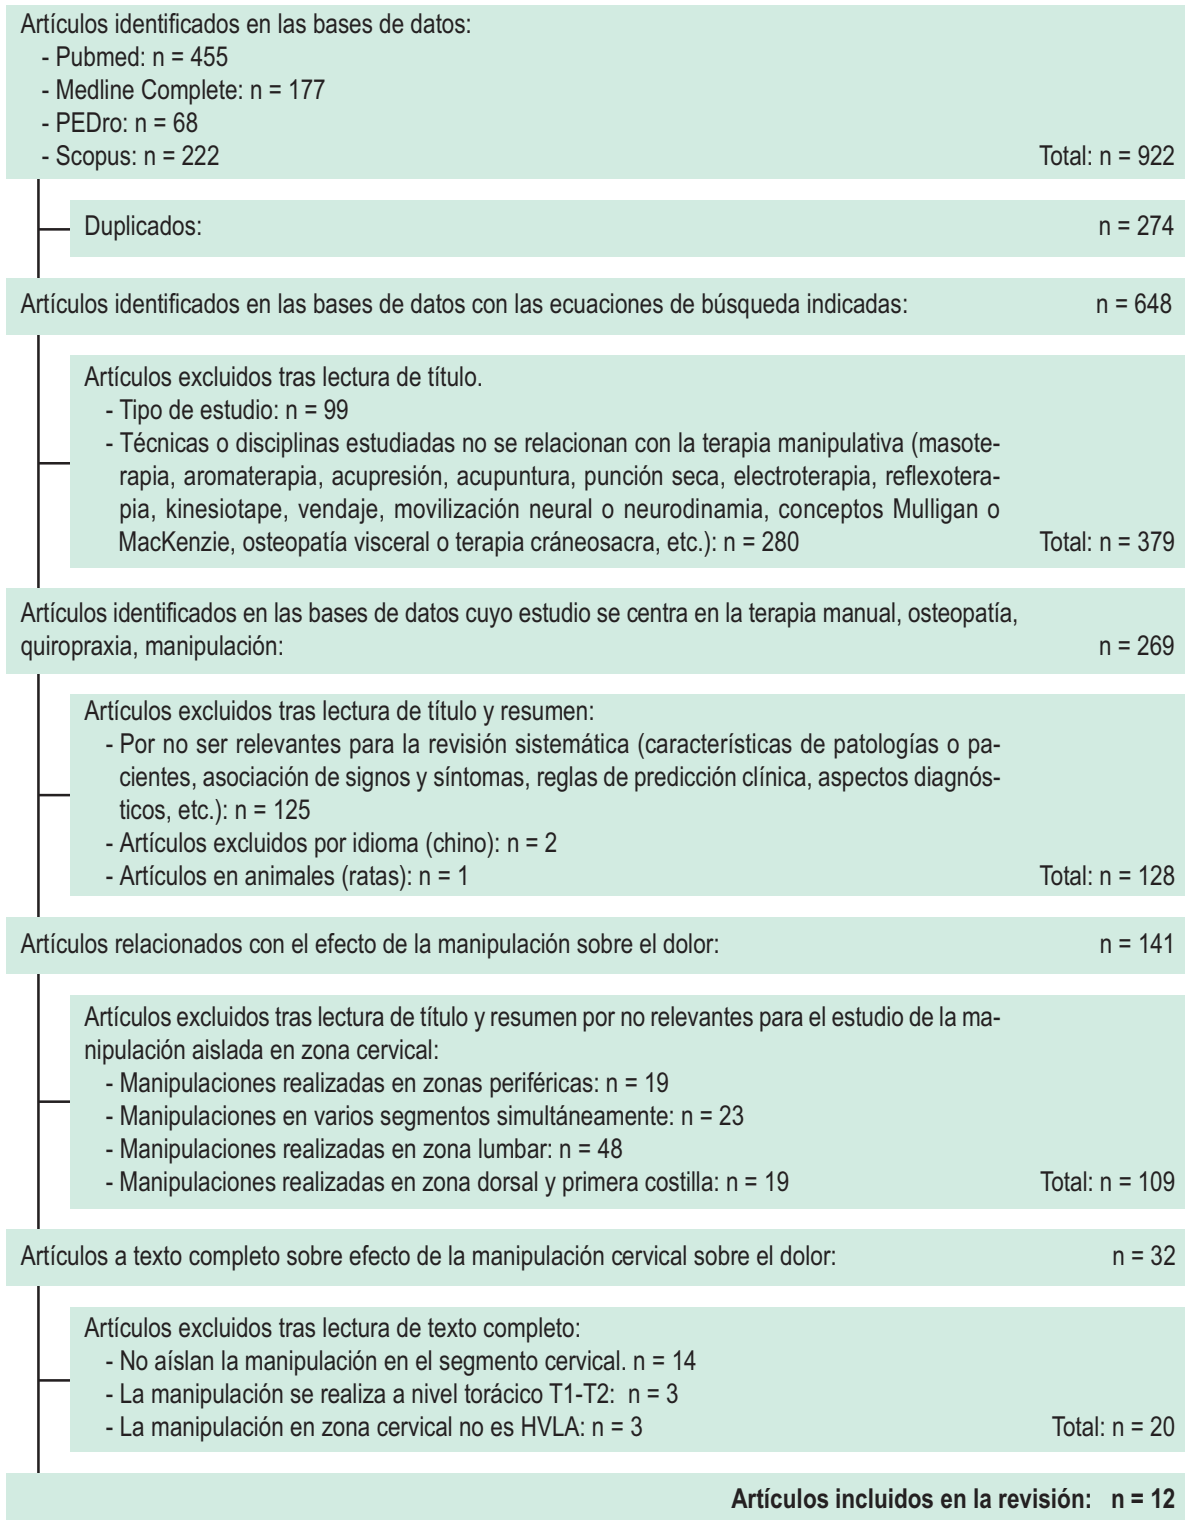 Artículos identificados en las bases de datos:
- Pubmed: n = 455
- Medline Complete: n = 177
- PEDro: n = 68
- Scopus: n = 222 Total: n = 922
Duplicados: n = 274
Artículos identificados en las bases de datos con las ecuaciones de búsqueda indicadas: n = 648
Artículos excluidos tras lectura de título.
- Tipo de estudio: n = 99
- Técnicas o disciplinas estudiadas no se relacionan con la terapia manipulativa (masote-
rapia, aromaterapia, acupresión, acupuntura, punción seca, electroterapia, reflexotera-
pia, kinesiotape, vendaje, movilización neural o neurodinamia, conceptos Mulligan o
MacKenzie, osteopatía visceral o terapia cráneosacra, etc.): n = 280 Total: n = 379
Artículos identificados en las bases de datos cuyo estudio se centra en la terapia manual, osteopatía,
quiropraxia, manipulación: n = 269
Artículos excluidos tras lectura de título y resumen:
- Por no ser relevantes para la revisión sistemática (características de patologías o pa-
cientes, asociación de signos y síntomas, reglas de predicción clínica, aspectos diagnós-
ticos, etc.): n = 125
- Artículos excluidos por idioma (chino): n = 2
- Artículos en animales (ratas): n = 1 Total: n = 128
Artículos relacionados con el efecto de la manipulación sobre el dolor: n = 141
Artículos excluidos tras lectura de título y resumen por no relevantes para el estudio de la ma-
nipulación aislada en zona cervical:
- Manipulaciones realizadas en zonas periféricas: n = 19
- Manipulaciones en varios segmentos simultáneamente: n = 23
- Manipulaciones realizadas en zona lumbar: n = 48
- Manipulaciones realizadas en zona dorsal y primera costilla: n = 19 Total: n = 109
Artículos a texto completo sobre efecto de la manipulación cervical sobre el dolor: n = 32
Artículos excluidos tras lectura de texto completo:
- No aíslan la manipulación en el segmento cervical. n = 14
- La manipulación se realiza a nivel torácico T1-T2: n = 3
- La manipulación en zona cervical no es HVLA: n = 3 Total: n = 20
Artículos incluidos en la revisión: n = 12